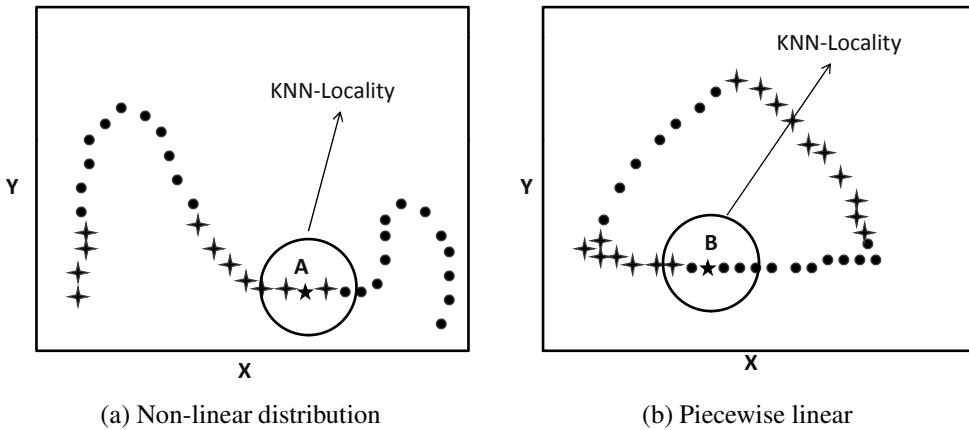 KNN-Locality
Y
A
X
(a) Non-linear distribution
KNN-Locality
Y
B
X
(b) Piecewise linear